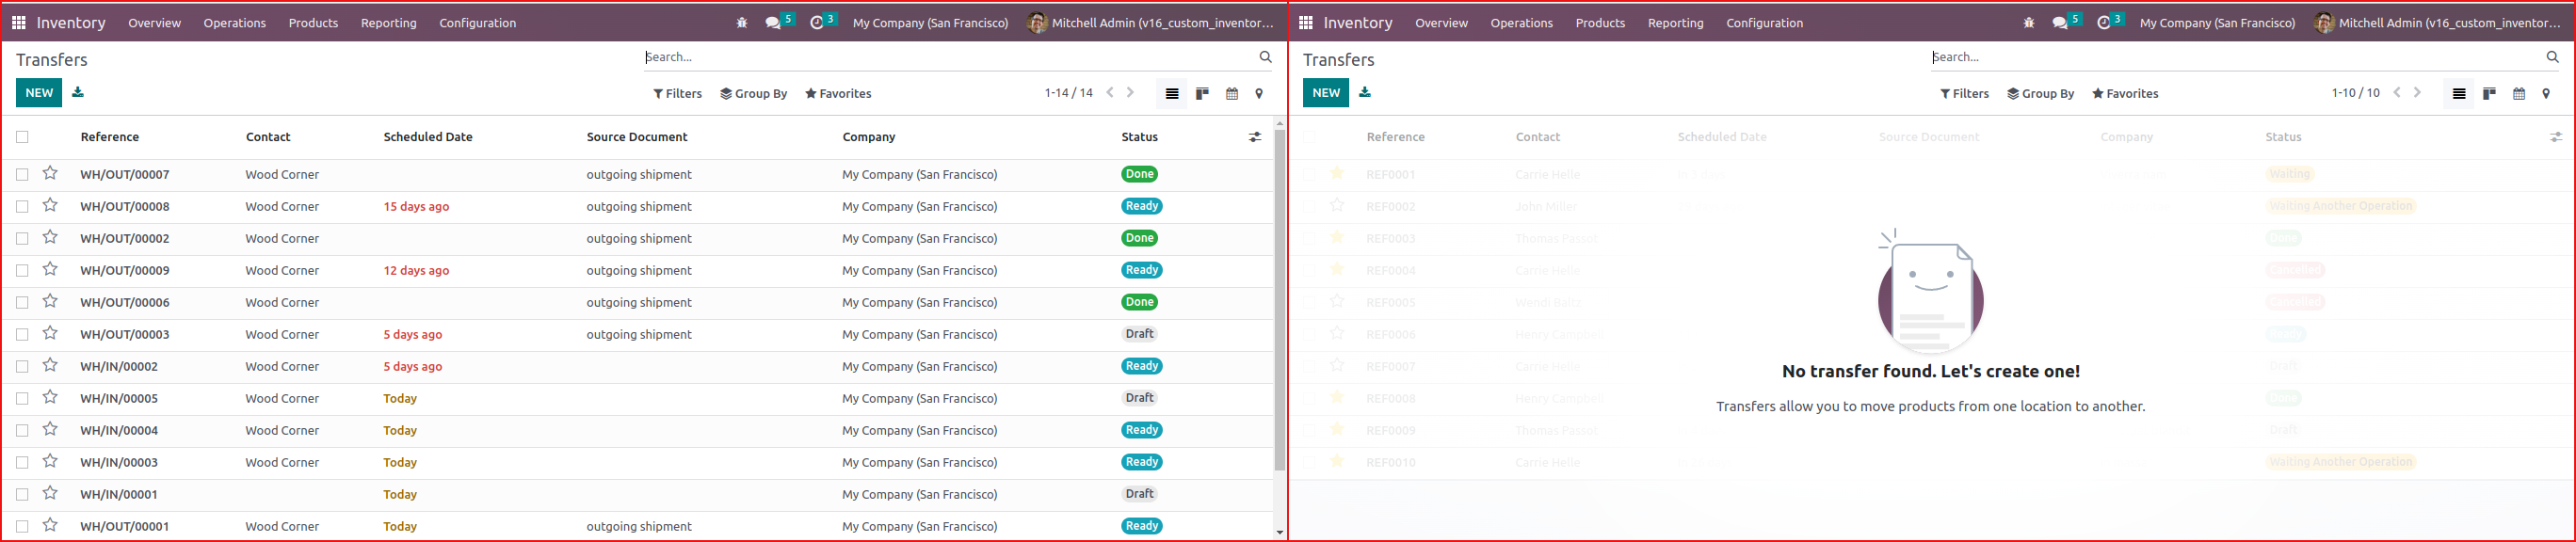 Inventory Overview Operations Products Reporting Configuration 5 3 My Company (San Francisco) Mitchell Admin (v16_custom_inventor...
Transfers
Search...
NEW Filters Group By Favorites 1-14 / 14
Reference Contact Scheduled Date Source Document Company Status
WH/OUT/00007 Wood Corner outgoing shipment My Company (San Francisco) Done
WH/OUT/00008 Wood Corner 15 days ago outgoing shipment My Company (San Francisco) Ready
WH/OUT/00002 Wood Corner outgoing shipment My Company (San Francisco) Done
WH/OUT/00009 Wood Corner 12 days ago outgoing shipment My Company (San Francisco) Ready
WH/OUT/00006 Wood Corner outgoing shipment My Company (San Francisco) Done
WH/OUT/00003 Wood Corner 5 days ago outgoing shipment My Company (San Francisco) Draft
WH/IN/00002 Wood Corner 5 days ago My Company (San Francisco) Ready
WH/IN/00005 Wood Corner Today My Company (San Francisco) Draft
WH/IN/00004 Wood Corner Today My Company (San Francisco) Ready
WH/IN/00003 Wood Corner Today My Company (San Francisco) Ready
WH/IN/00001 Today My Company (San Francisco) Draft
WH/OUT/00001 Wood Corner Today outgoing shipment My Company (San Francisco) Ready
Inventory Overview Operations Products Reporting Configuration 5 3 My Company (San Francisco) Mitchell Admin (v16_custom_inventor...
Transfers
Search...
NEW Filters Group By Favorites 1-10 / 10
Reference Contact Scheduled Date Source Document Company Status
REF0001 Carrie Helle Waiting
REF0002 John Miller Waiting Another Operation
REF0003 Thomas Passot Done
REF0004 Carrie Helle Cancelled
REF0005 Wendi Baltz Cancelled
REF0006 Henry Campbell Ready
REF0007 Carrie Helle Draft
No transfer found. Let's create one!
REF0008 Henry Campbell Done
Transfers allow you to move products from one location to another.
REF0009 Thomas Passot Draft
REF0010 Carrie Helle Waiting Another Operation